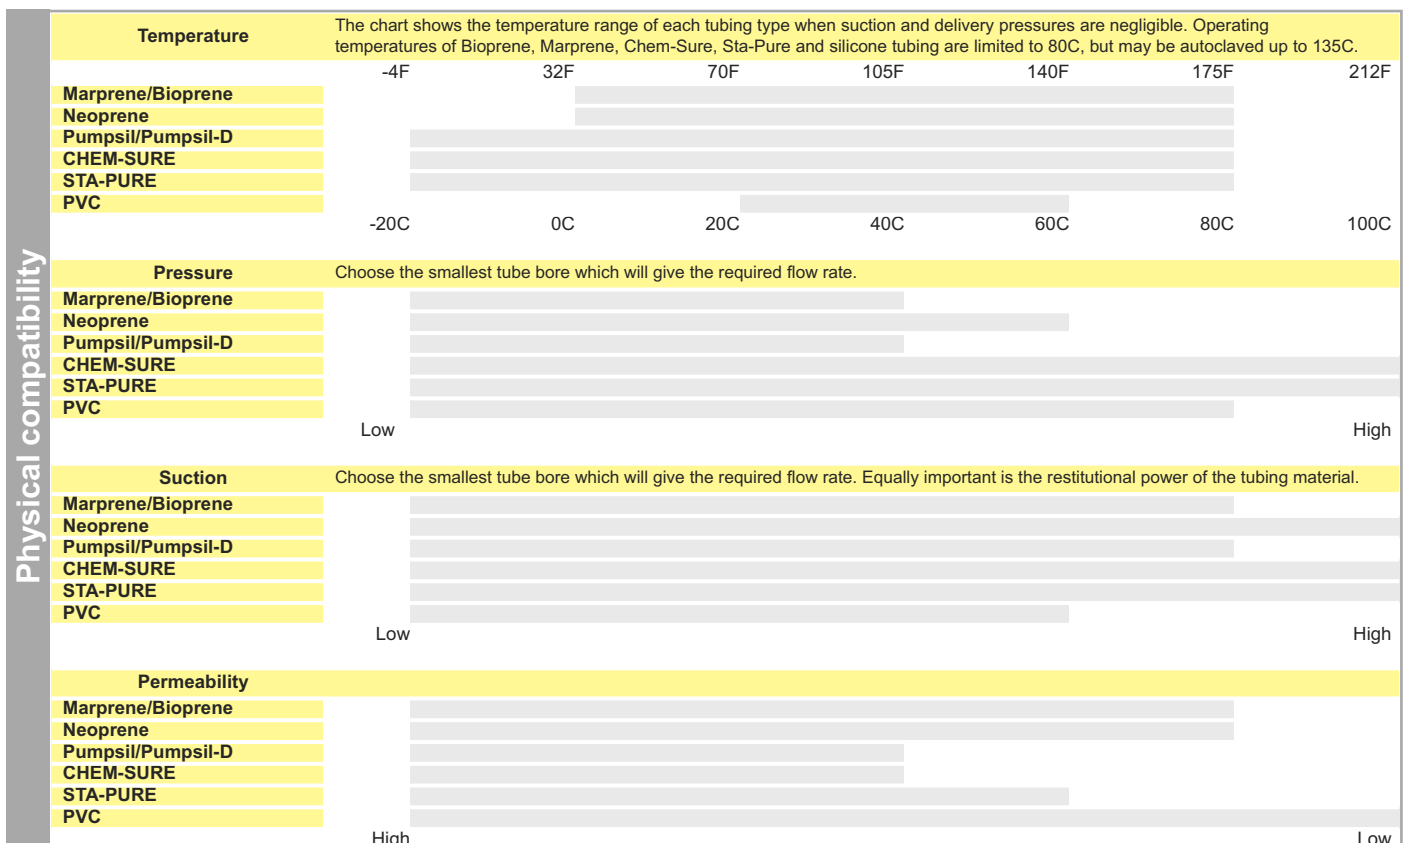 Physical compatibility
Temperature
The chart shows the temperature range of each tubing type when suction and delivery pressures are negligible. Operating
temperatures of Bioprene, Marprene, Chem-Sure, Sta-Pure and silicone tubing are limited to 80C, but may be autoclaved up to 135C.
-4F 32F 70F 105F 140F 175F 212F
Marprene/Bioprene
Neoprene
Pumpsil/Pumpsil-D
CHEM-SURE
STA-PURE
PVC
-20C 0C 20C 40C 60C 80C 100C
Pressure
Choose the smallest tube bore which will give the required flow rate.
Marprene/Bioprene
Neoprene
Pumpsil/Pumpsil-D
CHEM-SURE
STA-PURE
PVC
Low High
Suction
Choose the smallest tube bore which will give the required flow rate. Equally important is the restitutional power of the tubing material.
Marprene/Bioprene
Neoprene
Pumpsil/Pumpsil-D
CHEM-SURE
STA-PURE
PVC
Low High
Permeability
Marprene/Bioprene
Neoprene
Pumpsil/Pumpsil-D
CHEM-SURE
STA-PURE
PVC
High Low